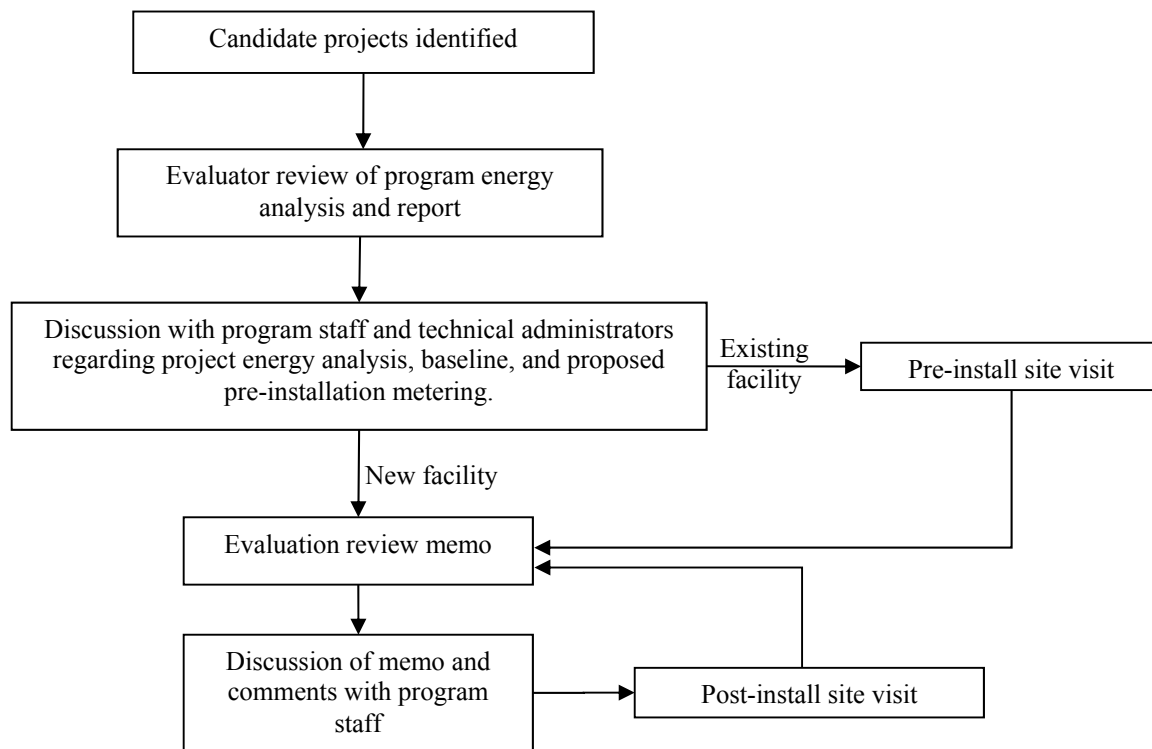 Candidate projects identified
Evaluator review of program energy
analysis and report
Discussion with program staff and technical administrators
regarding project energy analysis, baseline, and proposed
pre-installation metering.
Existing
facility
Pre-install site visit
New facility
Evaluation review memo
Discussion of memo and
comments with program
staff
Post-install site visit